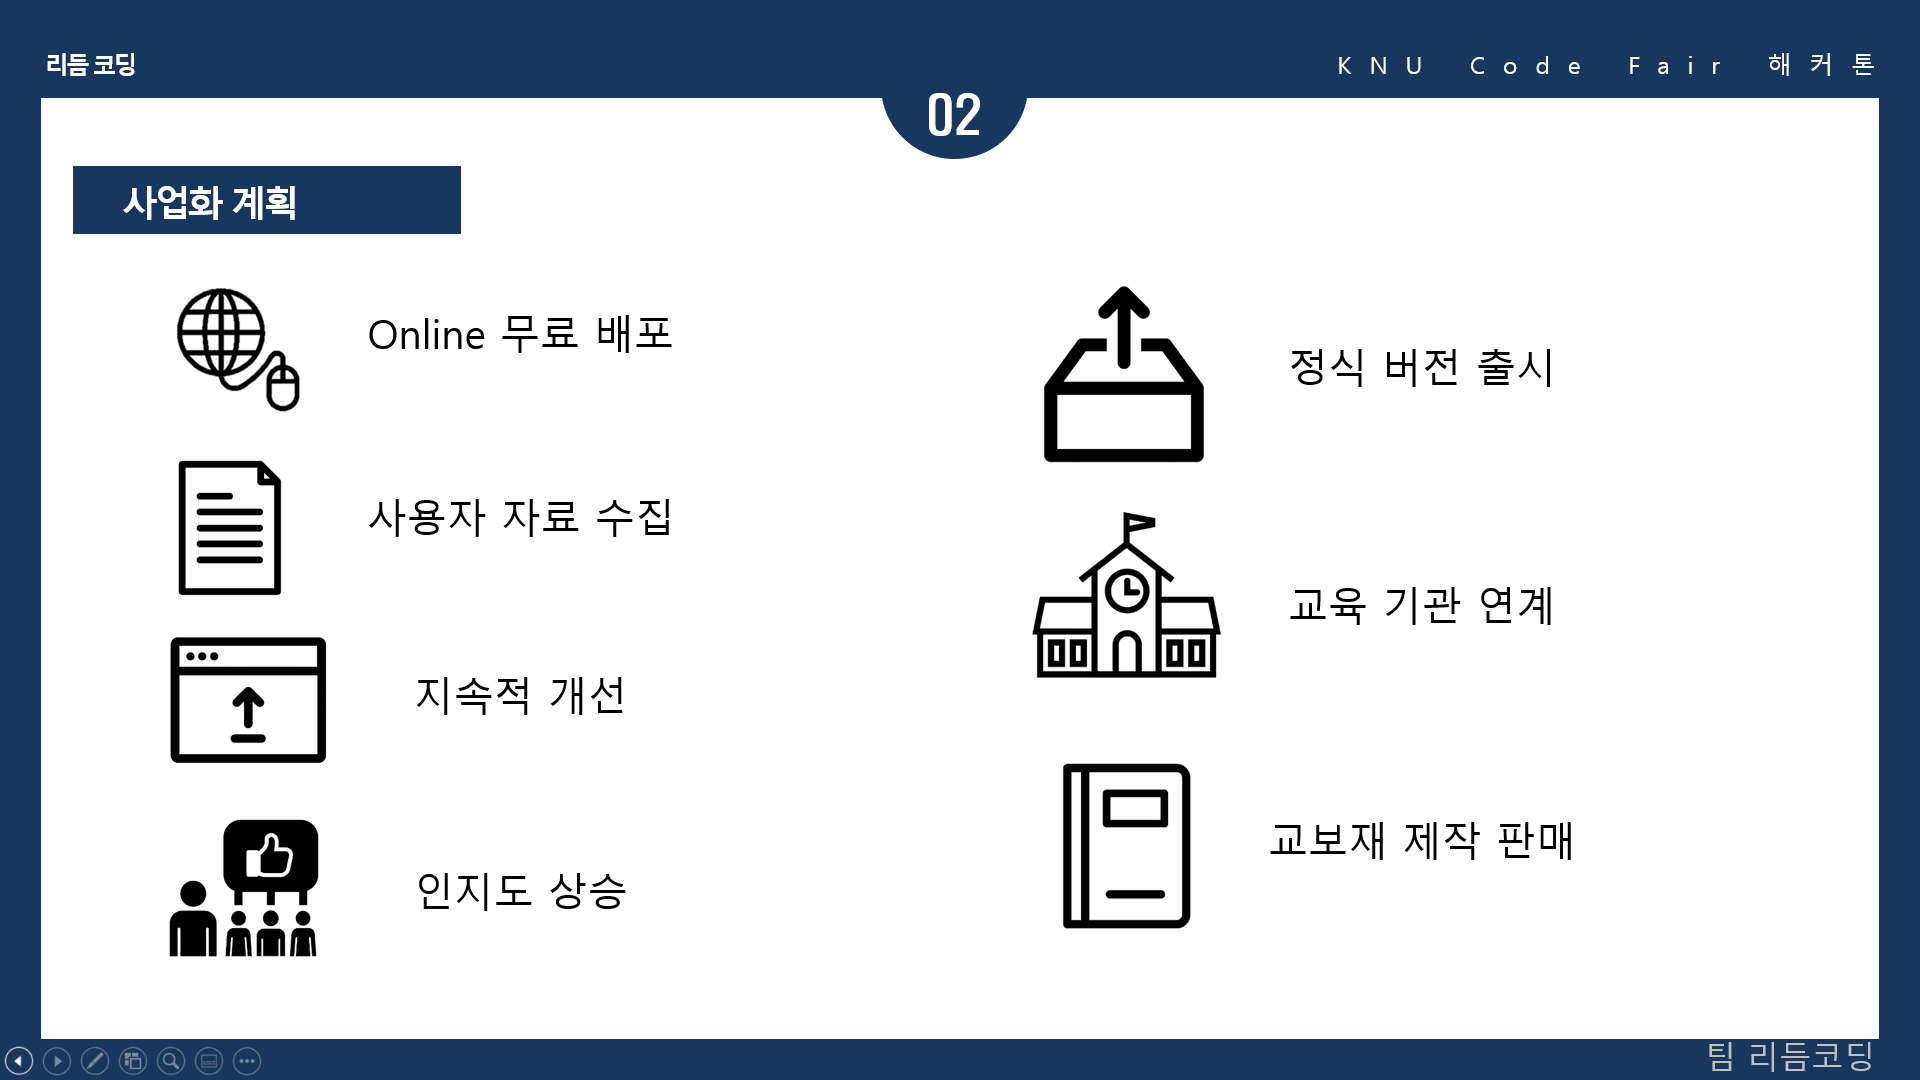 리듬 코딩
KNU Code Fair 해커톤
02
사업화 계획
Online 무료 배포
사용자 자료 수집
지속적 개선
인지도 상승
정식 버전 출시
교육 기관 연계
교보재 제작 판매
팀 리듬코딩